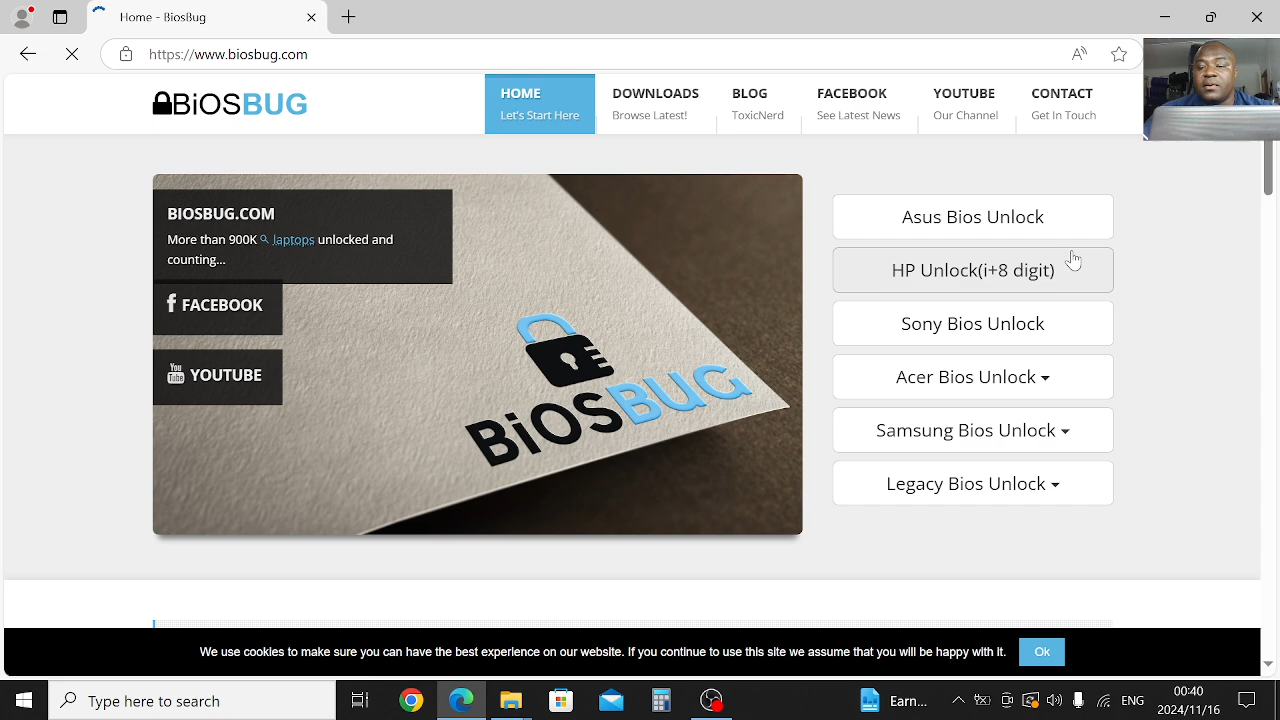 Home - BiosBug
https://www.biosbug.com
BiOSBUG
HOME
Let's Start Here
DOWNLOADS
Browse Latest!
BLOG
ToxicNerd
FACEBOOK
See Latest News
YOUTUBE
Our Channel
CONTACT
Get In Touch
BIOSBUG.COM
More than 900K laptops unlocked and
counting...
f FACEBOOK
You Tube YOUTUBE
BiOSBUG
Asus Bios Unlock
HP Unlock(i+8 digit)
Sony Bios Unlock
Acer Bios Unlock
Samsung Bios Unlock
Legacy Bios Unlock
We use cookies to make sure you can have the best experience on our website. If you continue to use this site we assume that you will be happy with it.
Ok
Type here to search
Earn...
ENG
00:40
2024/11/16